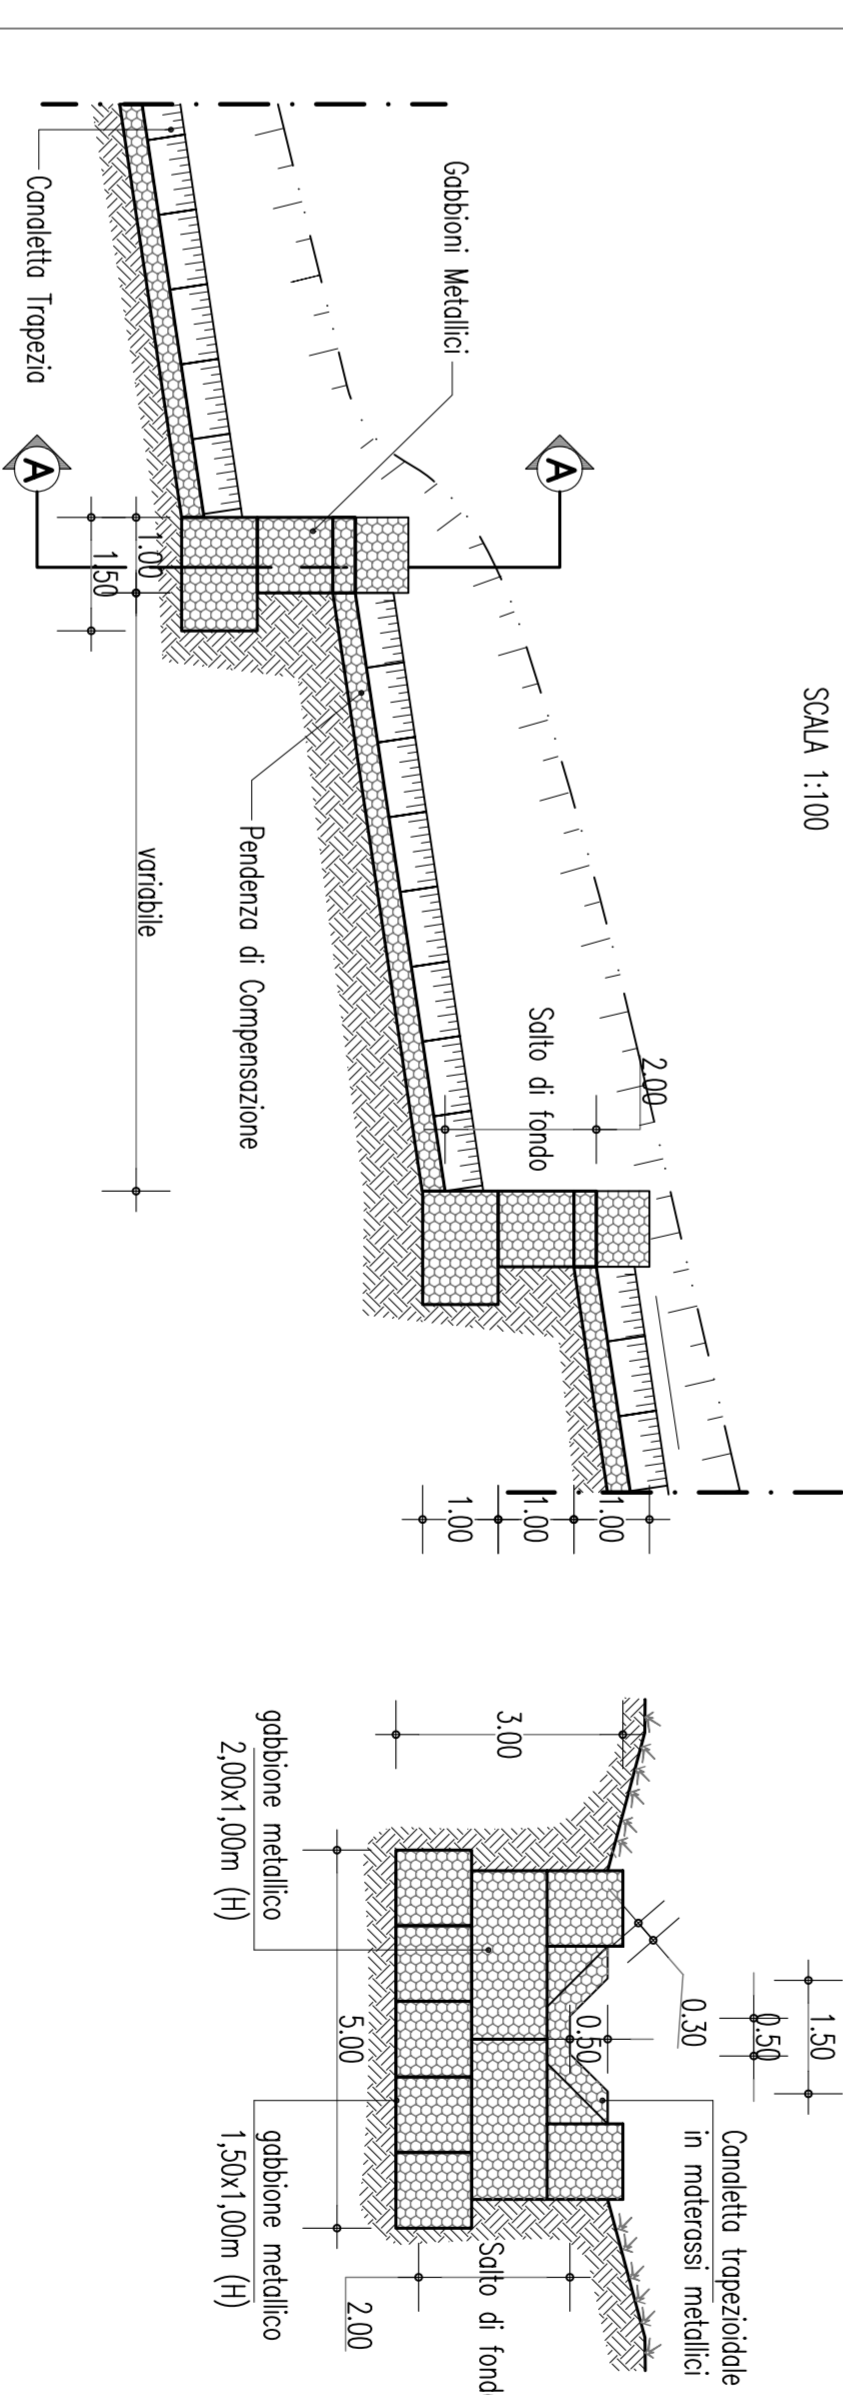 SCALA 1:100
Gabbioni Metallici
Canaletta Trapezia
A
A
1.00
1.50
variabile
Pendenza di Compensazione
Salto di fondo
2.00
1.00
1.00
1.00
3.00
gabbione metallico
2,00x1,00m (H)
5.00
gabbione metallico
1,50x1,00m (H)
0.50
0.30
0.50
1.50
Canaletta trapezioidale
in materassi metallici
Salto di fond
2.00